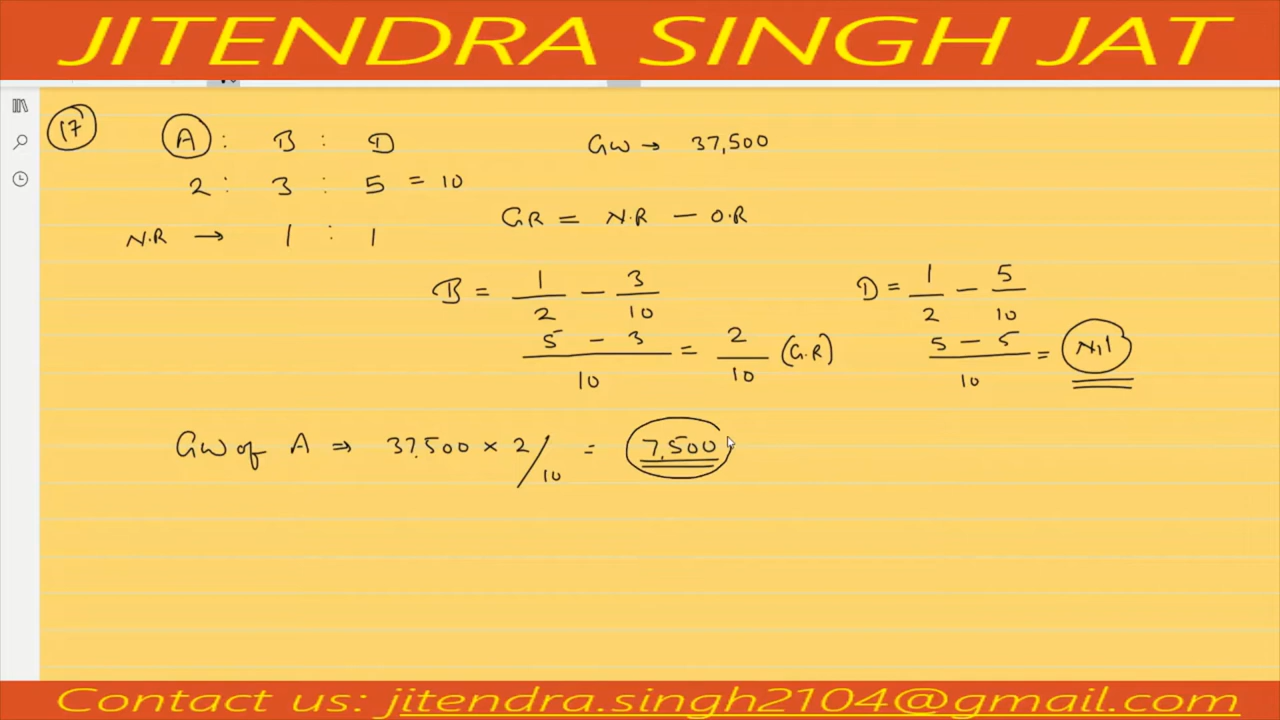 JITENDRA SINGH JAT
17
A : B : D
GW → 37,500
2 : 3 : 5 = 10
GR = N.R - O.R
N.R → 1 : 1
B = 1/2 - 3/10
D = 1/2 - 5/10
5 - 3/10 = 2/10 (G.R)
5 - 5/10 = Nil
GW of A ⇒ 37,500 × 2/10 = 7,500
Contact us: jitendra.singh2104@gmail.com